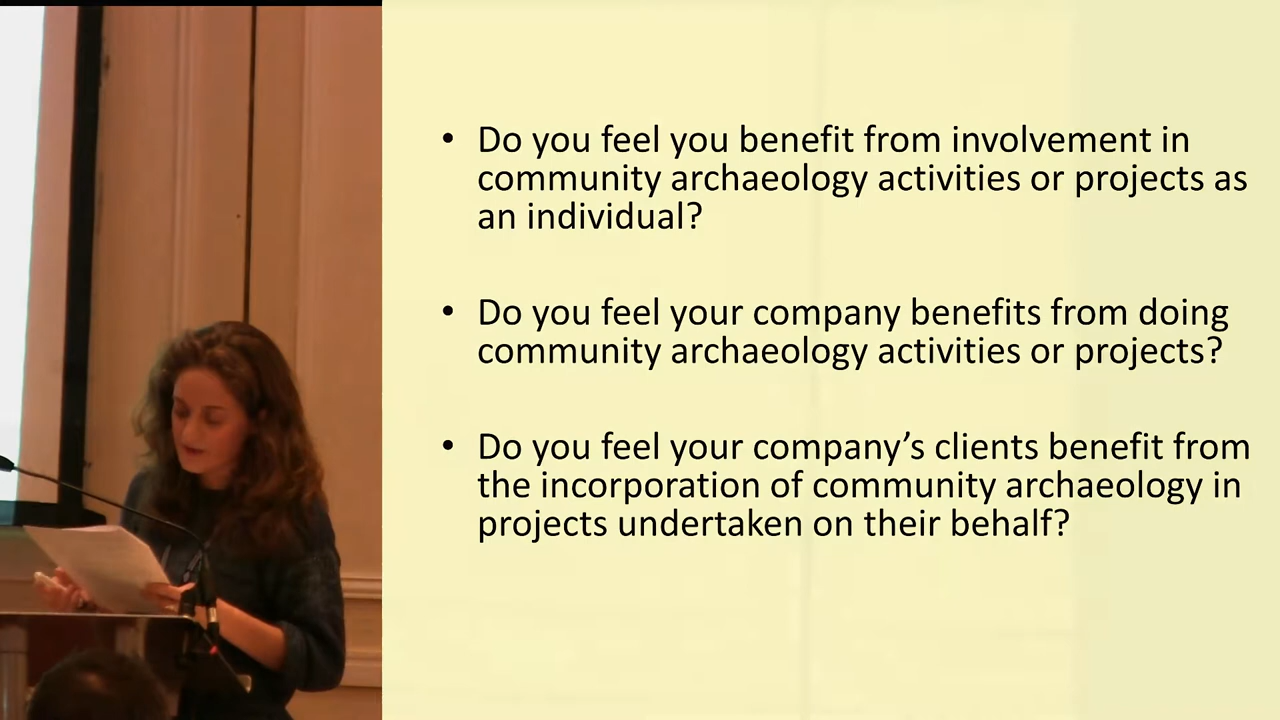 • Do you feel you benefit from involvement in
community archaeology activities or projects as
an individual?
• Do you feel your company benefits from doing
community archaeology activities or projects?
• Do you feel your company’s clients benefit from
the incorporation of community archaeology in
projects undertaken on their behalf?